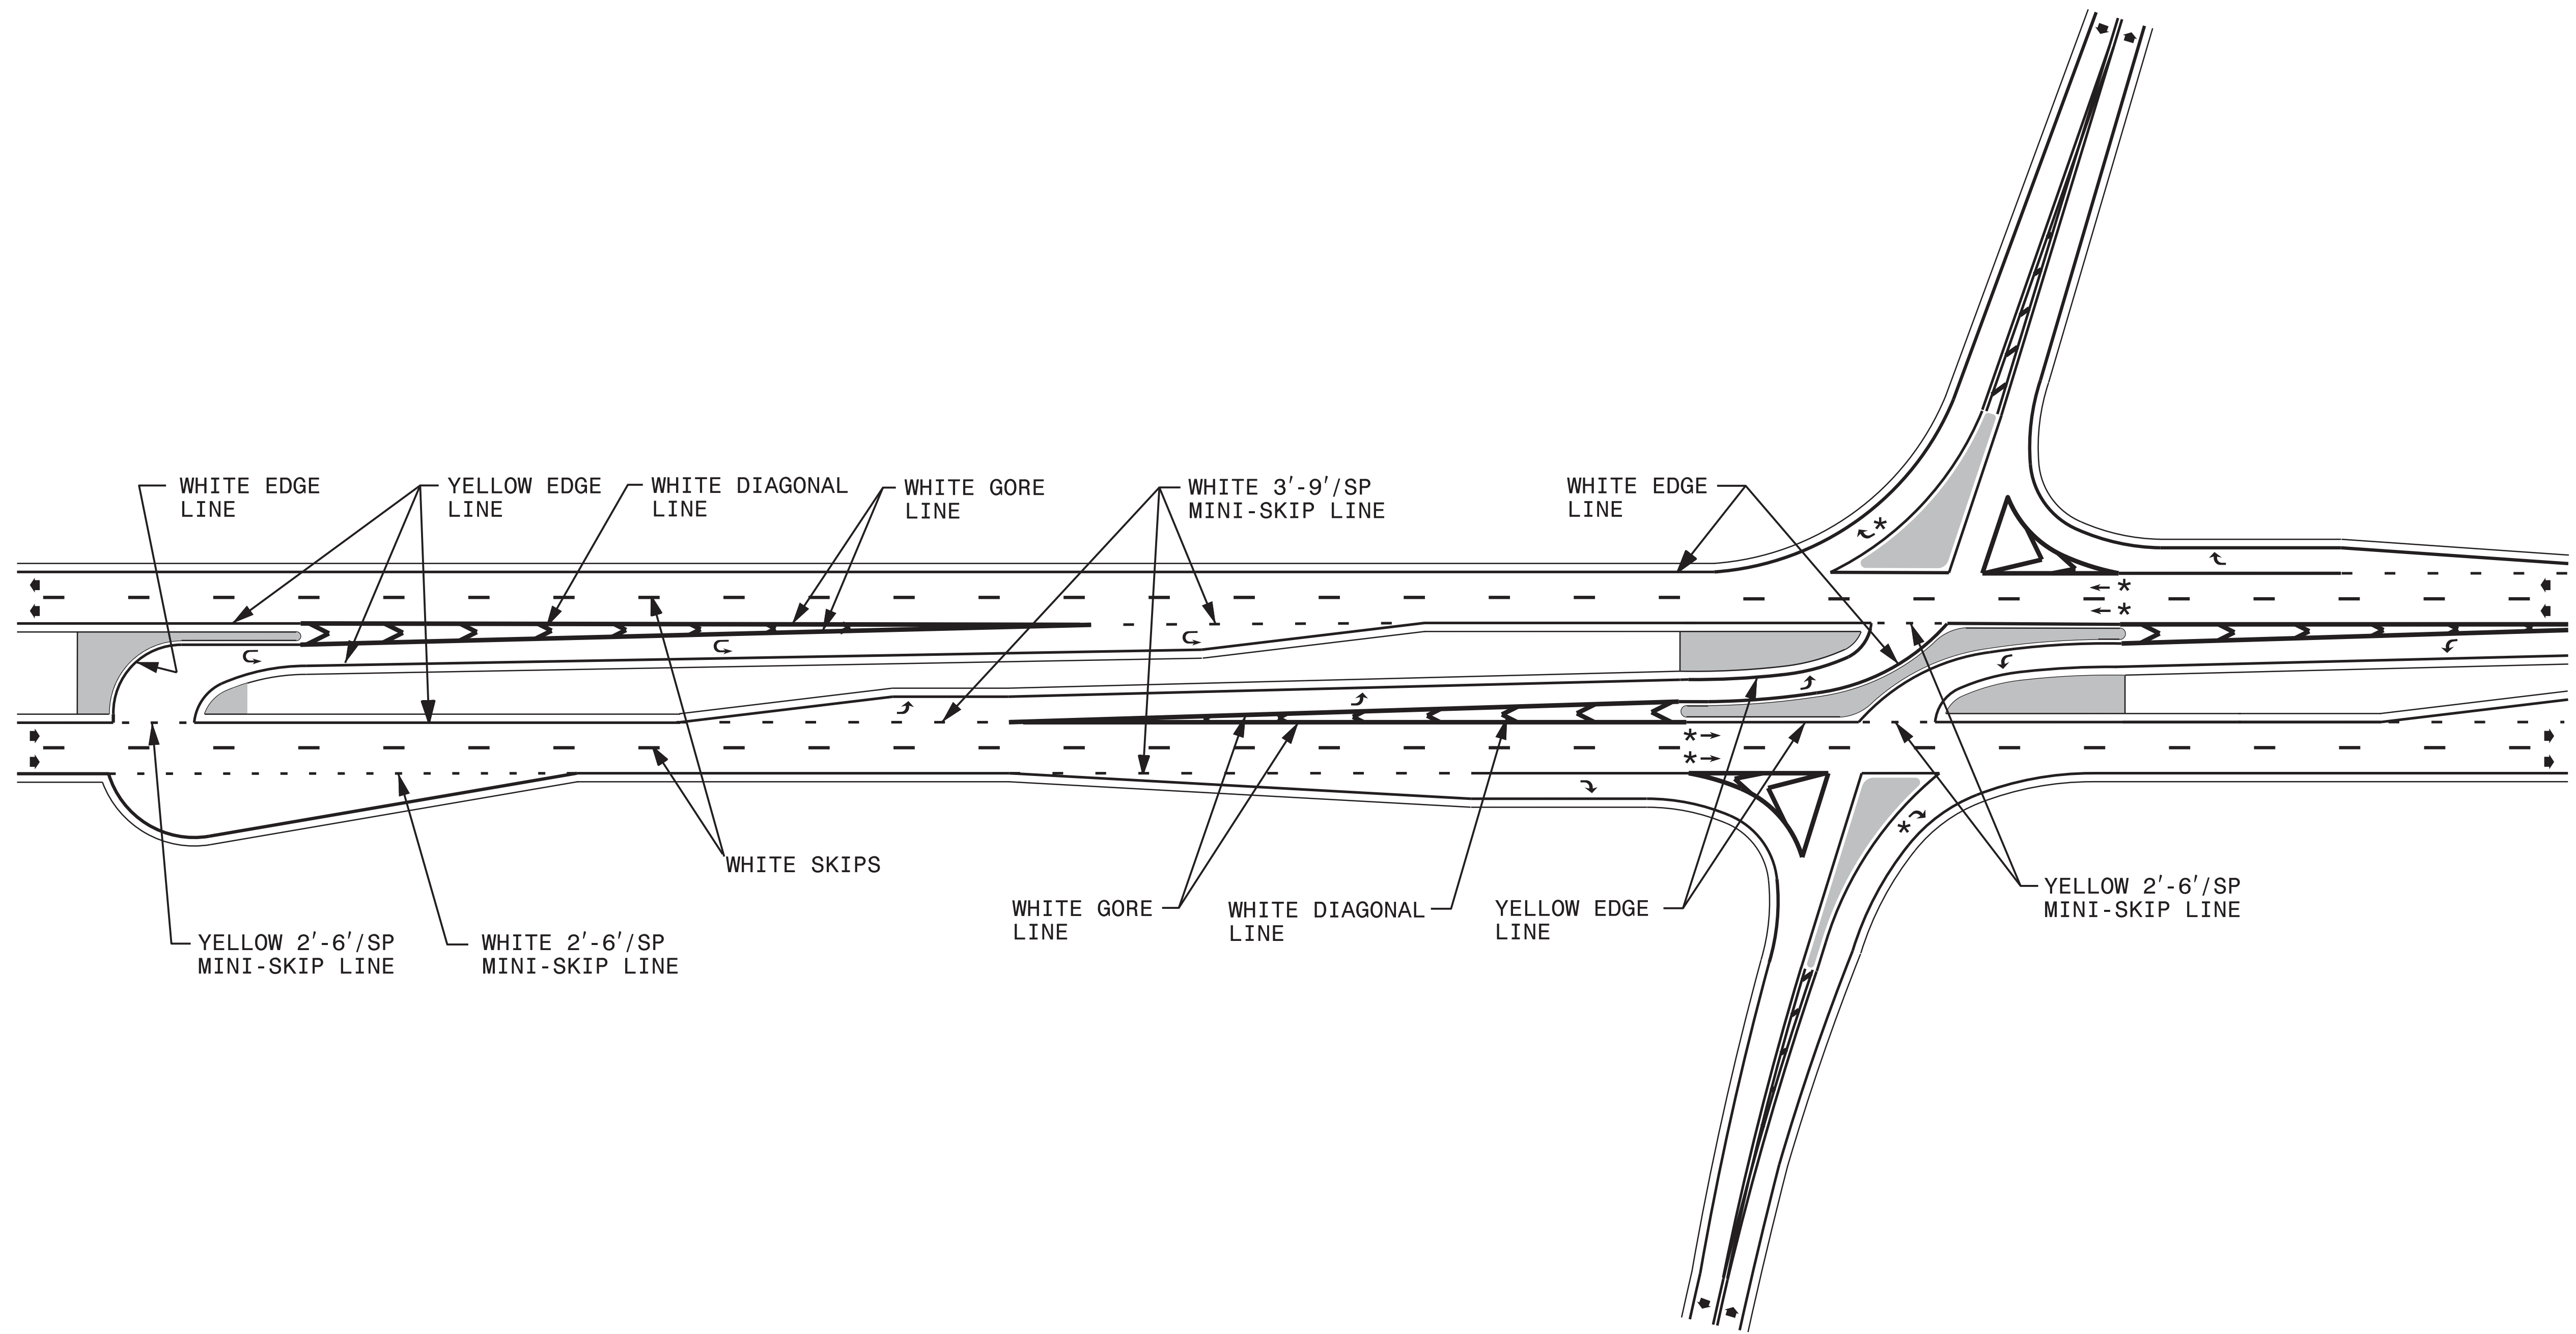 WHITE EDGE
LINE
YELLOW EDGE
LINE
WHITE DIAGONAL
LINE
WHITE GORE
LINE
WHITE 3'-9'/SP
MINI-SKIP LINE
WHITE EDGE
LINE
*
*
*
*
*
*
WHITE SKIPS
YELLOW 2'-6'/SP
MINI-SKIP LINE
WHITE 2'-6'/SP
MINI-SKIP LINE
WHITE GORE
LINE
WHITE DIAGONAL
LINE
YELLOW EDGE
LINE
YELLOW 2'-6'/SP
MINI-SKIP LINE